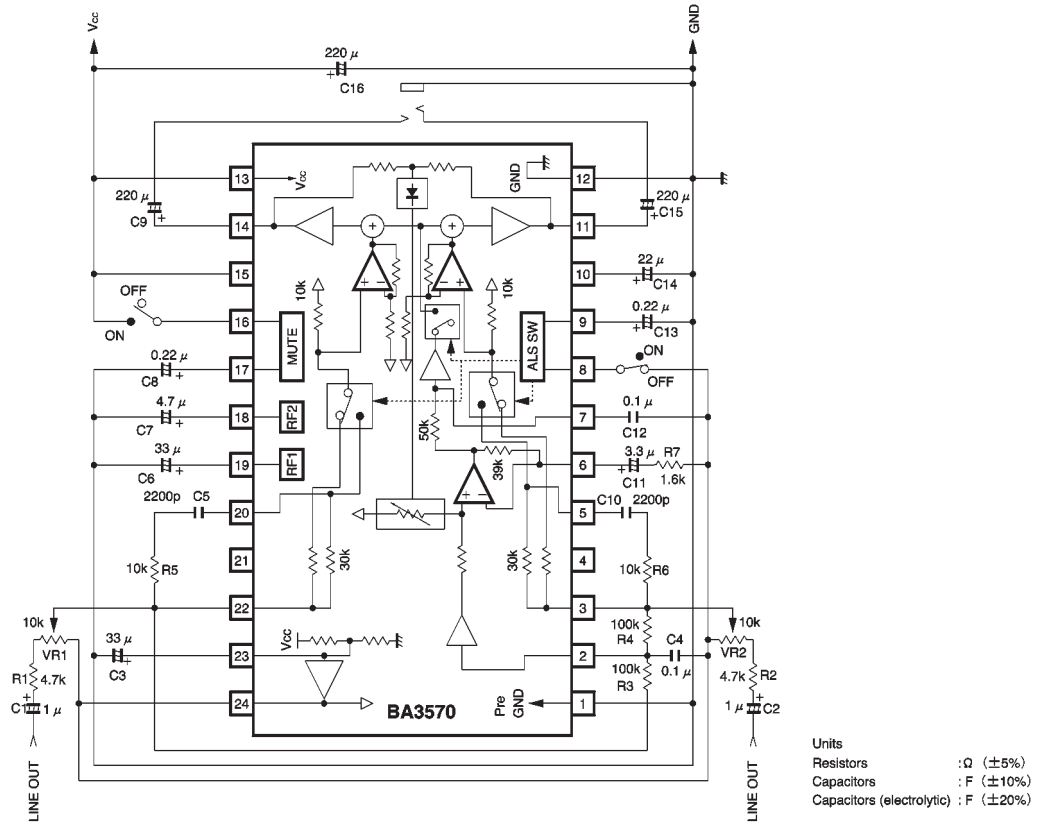 Vcc
GND
220 μ
+
C16
13
Vcc
GND
12
220 μ
C9
+
14
+
+
11
220 μ
+
C15
15
+ −
− +
10
22 μ
+
C14
OFF
ON
16
10k
10k
9
0.22 μ
+
C13
MUTE
ALS SW
0.22 μ
C8
+
17
8
ON
OFF
4.7 μ
C7
+
18
RF2
50k
7
0.1 μ
C12
33 μ
C6
+
19
RF1
39k
6
3.3 μ
+
C11
R7
1.6k
2200p
C5
20
+ −
5
C10
2200p
10k
R5
21
30k
30k
4
10k
R6
22
3
10k
VR1
100k
R4
C4
0.1 μ
10k
VR2
33 μ
+
C3
23
Vcc
2
100k
R3
R1
4.7k
4.7k
R2
+
C1
1 μ
24
BA3570
Pre
GND
1
+
1 μ
C2
LINE OUT
LINE OUT
Units
Resistors : Ω (±5%)
Capacitors : F (±10%)
Capacitors (electrolytic) : F (±20%)